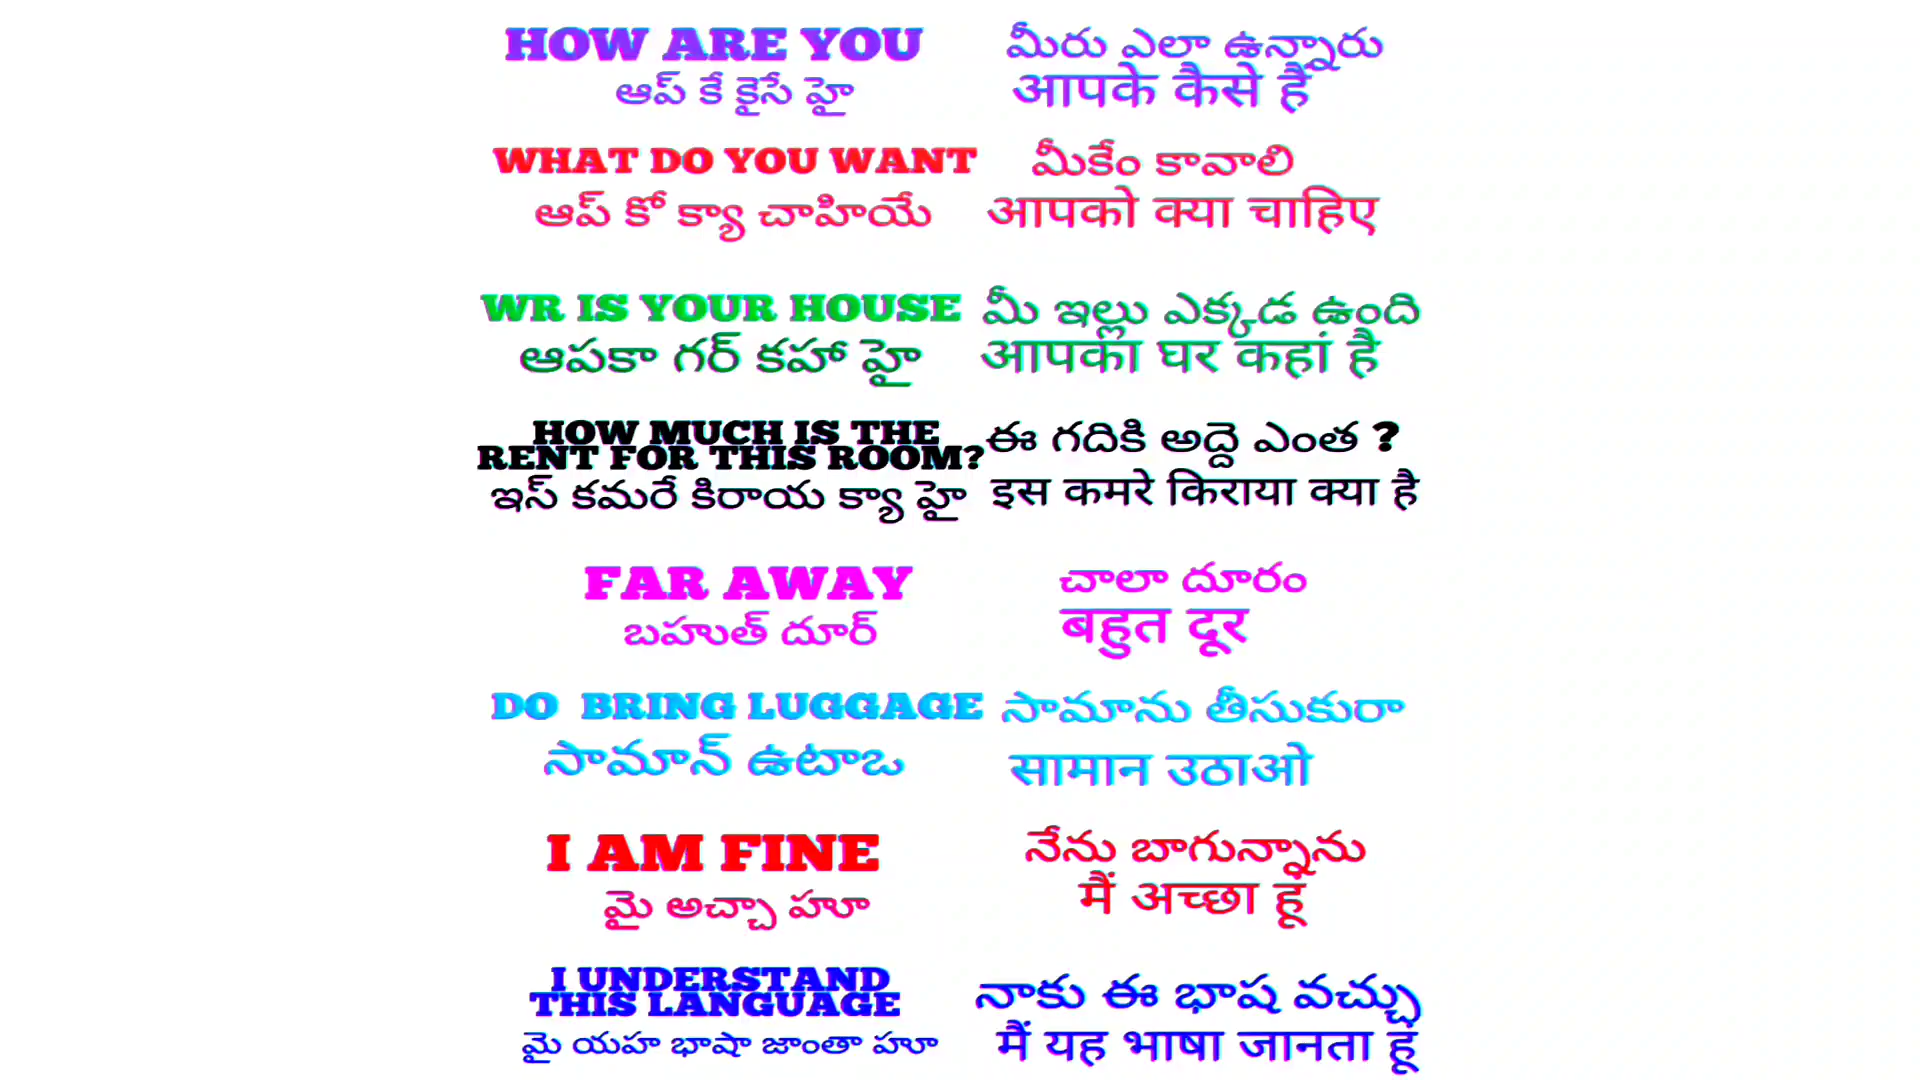 HOW ARE YOU
మీరు ఎలా ఉన్నారు
ఆప్ కే కైసే హై
आपके कैसे है
WHAT DO YOU WANT
మీకేం కావాలి
ఆప్ కో క్యా చాహియే
आपको क्या चाहिए
WR IS YOUR HOUSE
మీ ఇల్లు ఎక్కడ ఉంది
ఆపకా గర్ కహా హై
आपका घर कहां है
HOW MUCH IS THE
RENT FOR THIS ROOM?
ఈ గదికి అద్దె ఎంత ?
ఇస్ కమరే కిరాయ క్యా హై
इस कमरे किराया क्या है
FAR AWAY
చాలా దూరం
బహుత్ దూర్
बहुत दूर
DO BRING LUGGAGE
సామాను తీసుకురా
సామాన్ ఉటాఒ
सामान उठाओ
I AM FINE
నేను బాగున్నాను
మై అచ్చా హూ
मैं अच्छा हूं
I UNDERSTAND
THIS LANGUAGE
నాకు ఈ భాష వచ్చు
మై యహ భాషా జాంతా హూ
मैं यह भाषा जानता हूं